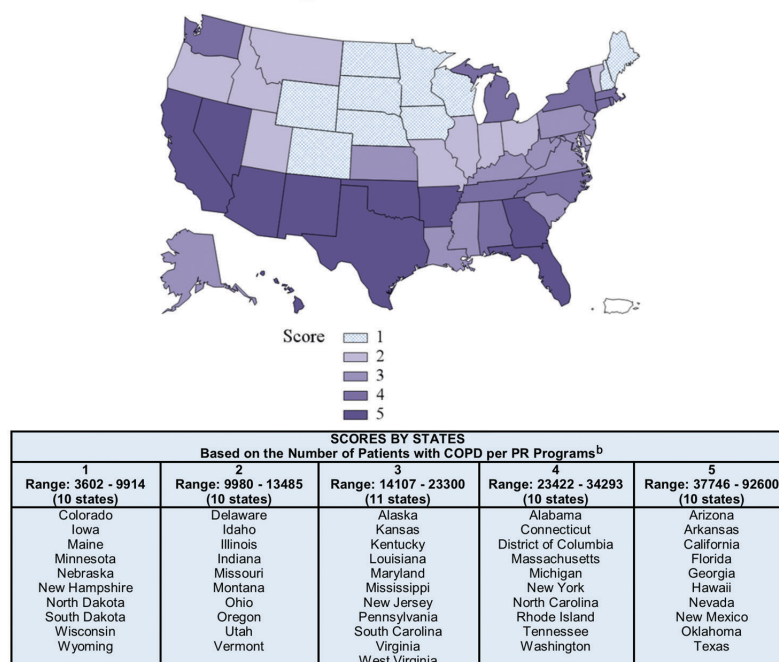 Score
1
2
3
4
5
SCORES BY STATES
Based on the Number of Patients with COPD per PR Programsb
1 2 3 4 5
Range: 3602 - 9914 Range: 9980 - 13485 Range: 14107 - 23300 Range: 23422 - 34293 Range: 37746 - 92600
(10 states) (10 states) (11 states) (10 states) (10 states)
Colorado Delaware Alaska Alabama Arizona
Iowa Idaho Kansas Connecticut Arkansas
Maine Illinois Kentucky District of Columbia California
Minnesota Indiana Louisiana Massachusetts Florida
Nebraska Missouri Maryland Michigan Georgia
New Hampshire Montana Mississippi New York Hawaii
North Dakota Ohio New Jersey North Carolina Nevada
South Dakota Oregon Pennsylvania Rhode Island New Mexico
Wisconsin Utah South Carolina Tennessee Oklahoma
Wyoming Vermont Virginia Washington Texas
West Virginia